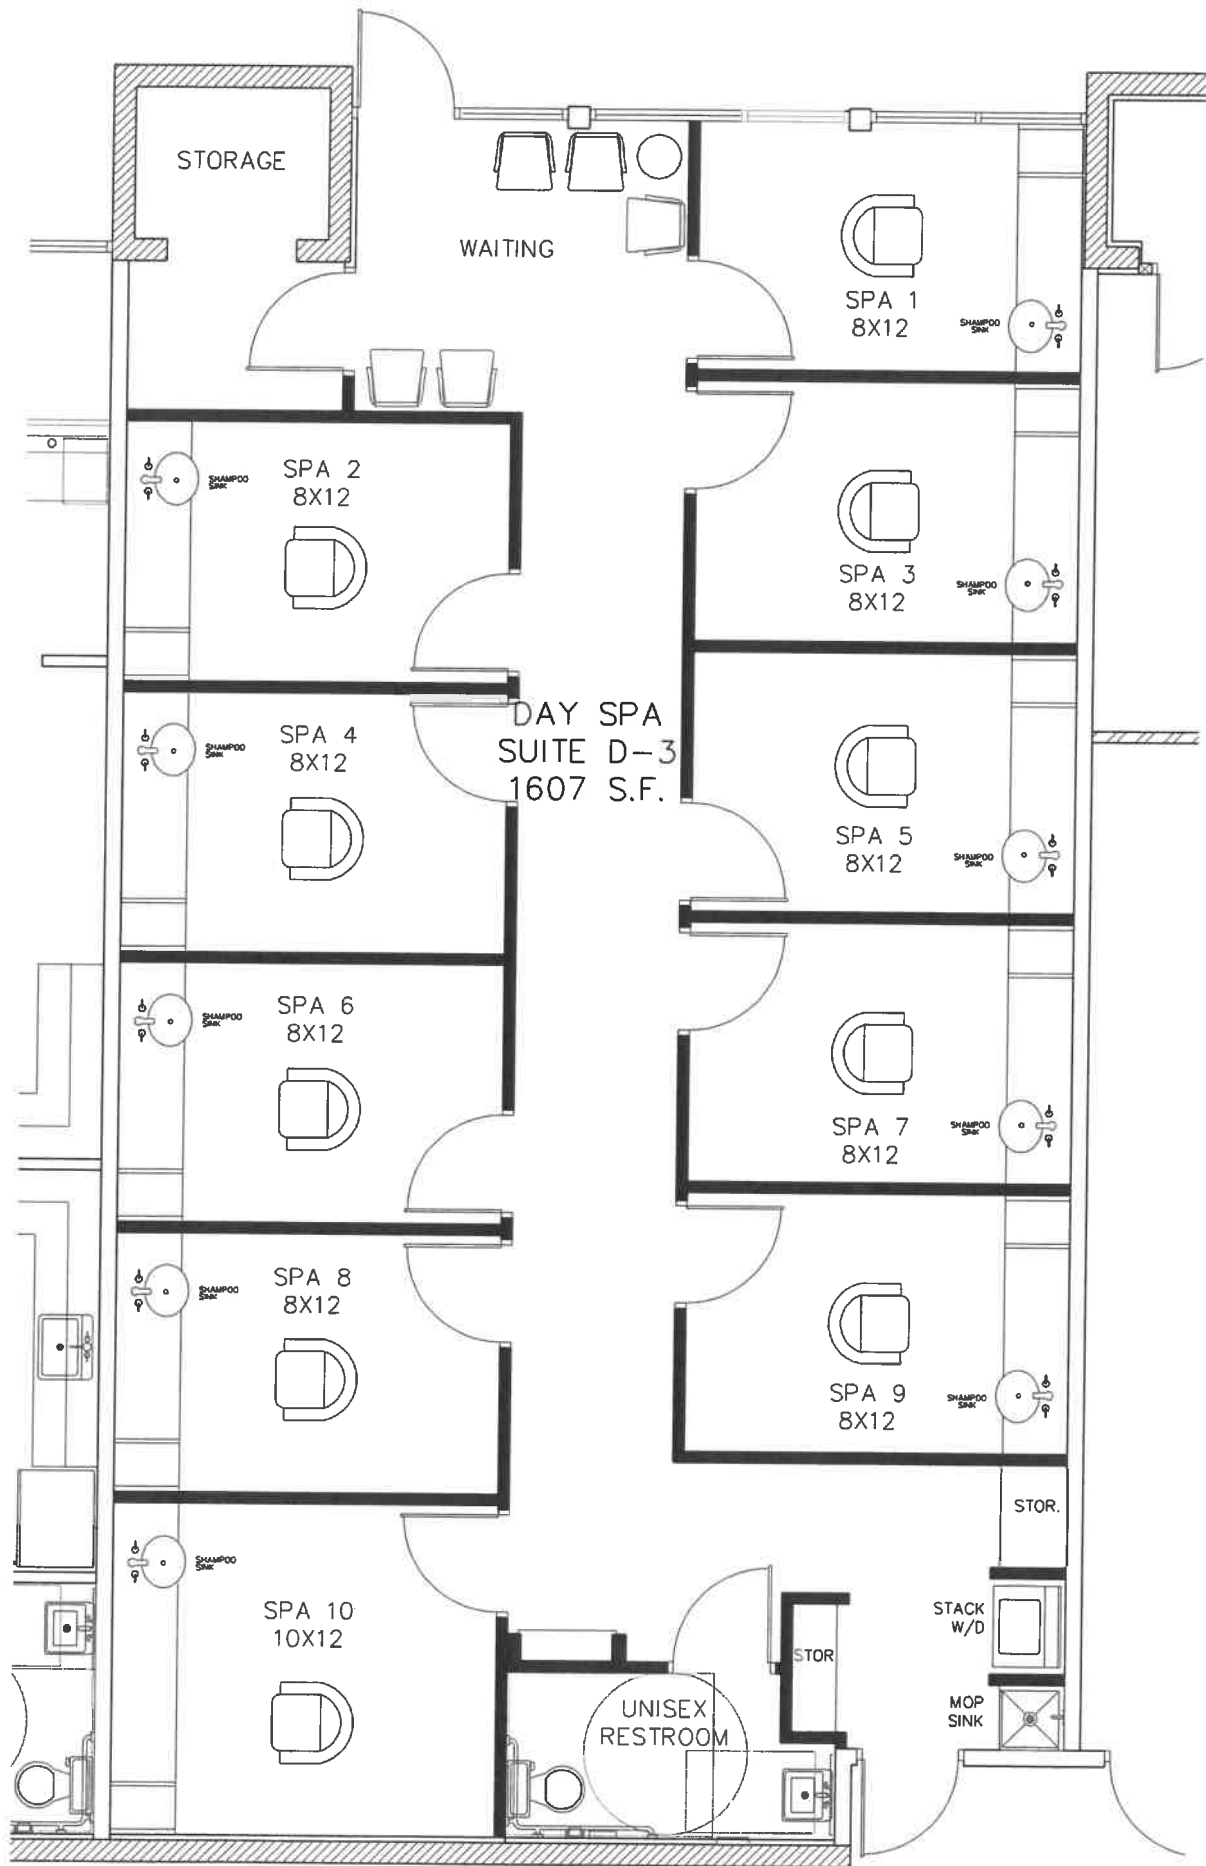 STORAGE
WAITING
SPA 1
8X12
SHAMPOO
SINK
SPA 2
8X12
SHAMPOO
SINK
SPA 3
8X12
SHAMPOO
SINK
DAY SPA
SUITE D-3
1607 S.F.
SPA 4
8X12
SHAMPOO
SINK
SPA 5
8X12
SHAMPOO
SINK
SPA 6
8X12
SHAMPOO
SINK
SPA 7
8X12
SHAMPOO
SINK
SPA 8
8X12
SHAMPOO
SINK
SPA 9
8X12
SHAMPOO
SINK
STOR.
SHAMPOO
SINK
SPA 10
10X12
STACK
W/D
STOR
MOP
SINK
UNISEX
RESTROOM